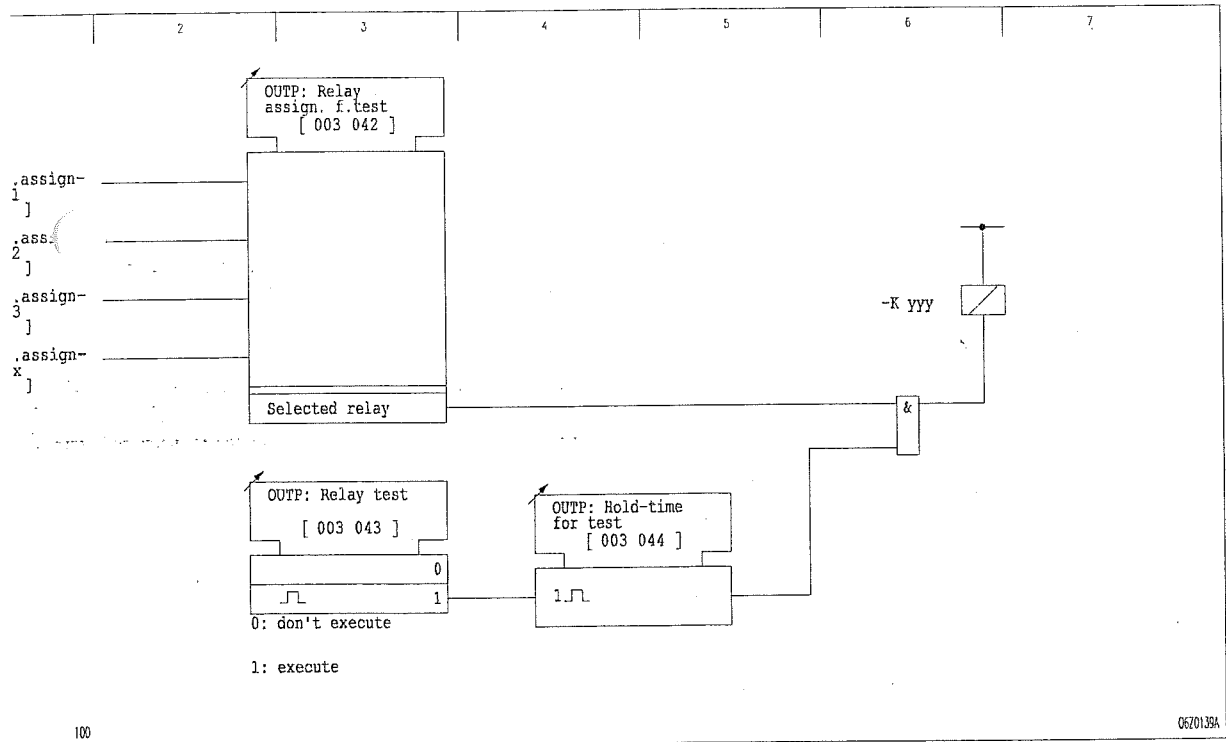 2 3 4 5 6 7
OUTP: Relay
assign. f.test
[ 003 042 ]
.assign-
1
]
.ass.
2
]
.assign-
3
]
.assign-
x
]
Selected relay
-K yyy
&
OUTP: Relay test
[ 003 043 ]
0
1
0: don't execute
1: execute
OUTP: Hold-time
for test
[ 003 044 ]
1
100
06Z0139A